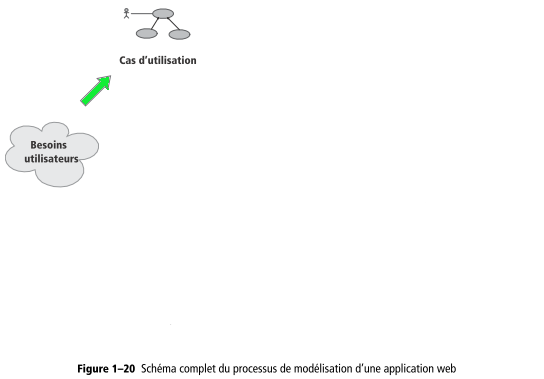 Cas d'utilisation
Besoins
utilisateurs
Figure 1–20 Schéma complet du processus de modélisation d'une application web